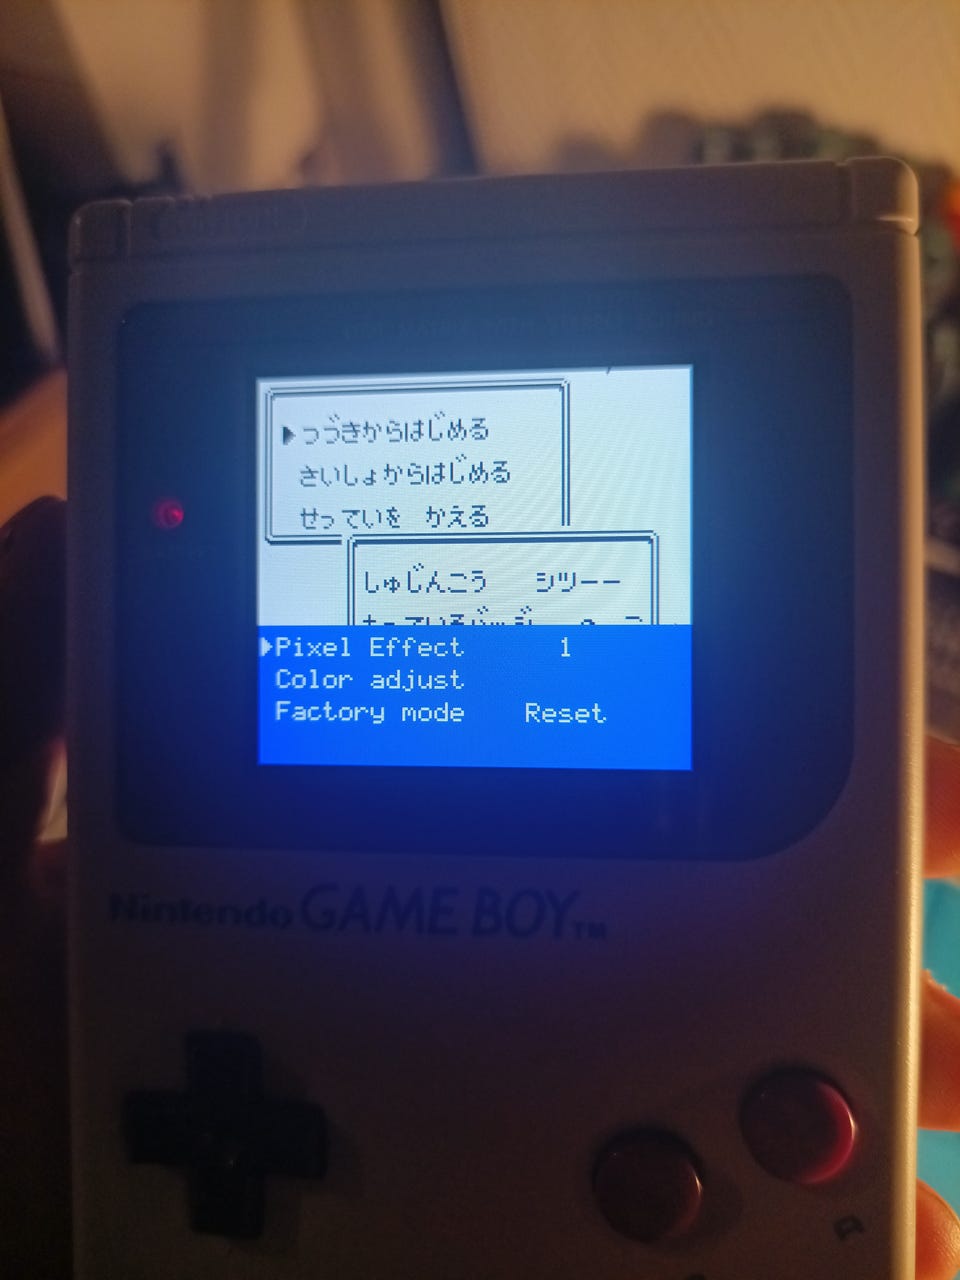 ▶つづきからはじめる
さいしょからはじめる
せっていを かえる
しゅじんこう シツーー
▶Pixel Effect 1
Color adjust
Factory mode Reset
Nintendo GAME BOY™
A